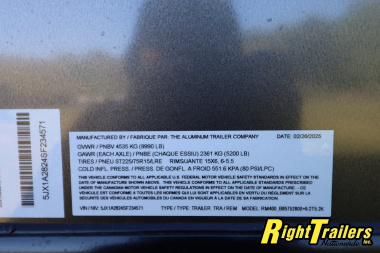 MANUFACTURED BY / FABRIQUE PAR: THE ALUMINUM TRAILER COMPANY
DATE: 02/20/2025
GVWR / PNBV 4535 KG (9990 LB)
GAWR (EACH AXLE) / PNBE (CHAQUE ESSIU) 2361 KG (5200 LB)
TIRES / PNEU ST225/75R15/LRE RIMS/JANTE 15X6, 6-5.5
COLD INFL. PRESS. / PRESS. DE GONFL. A FROID 551.6 KPA (80 PSI/LPC)
THIS VEHICLE CONFORMS TO ALL APPLICABLE U.S. FEDERAL MOTOR VEHICLE SAFETY STANDARDS IN EFFECT
ON THE DATE OF MANUFACTURE SHOWN ABOVE. / THIS VEHICLE CONFORMS TO ALL APPLICABLE STANDARDS PRESCRIBED
UNDER THE CANADIAN MOTOR VEHICLE SAFETY REGULATIONS IN EFFECT ON THE DATE OF MANUFACTURE / CE
VEHICULE EST CONFORME A TOUTES LES NORMES QUI LUI SONT APPLICABLES EN VERTU DU REGLEMENT SUR LA
SECURITE DES VEHICULES AUTOMOBILES DU CANADA EN VIGUEUR A LA DATE DE SA FABRICATION.
VIN / NIV: 5JX1A2824SF234571 TYPE / TYPE: TRAILER TRA / REM MODEL:
5JX1A2824SF234571
RightTrailers
Nationwide Inc.